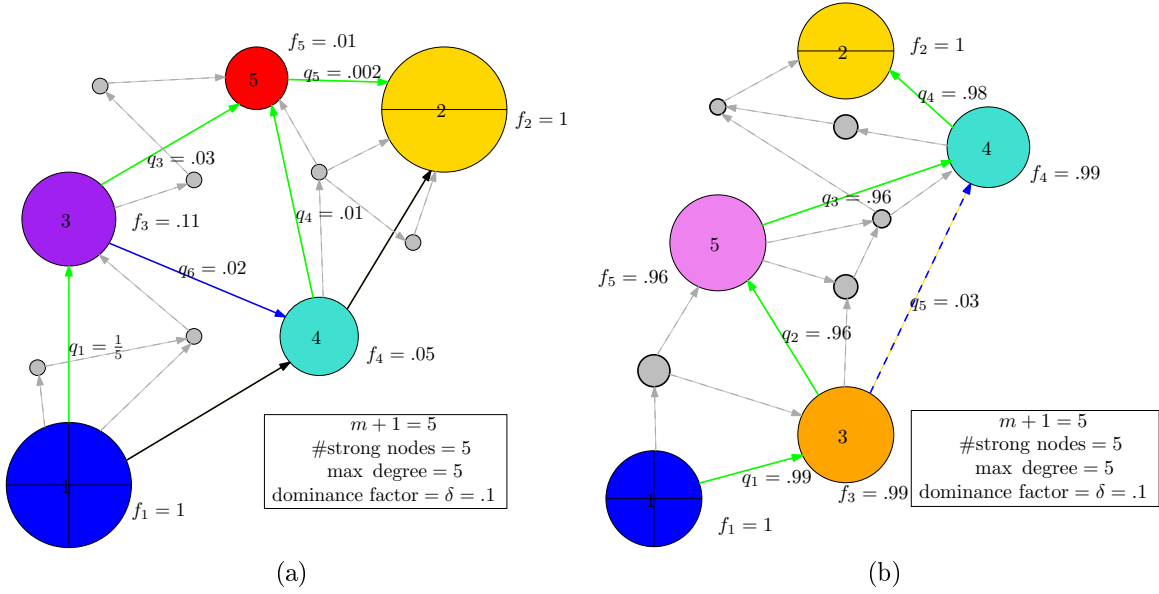 f₅ = .01
5
q₅ = .002
2
f₂ = 1
q₃ = .03
3
f₃ = .11
q₄ = .01
q₆ = .02
q₁ = 1/5
4
f₄ = .05
1
f₁ = 1
m + 1 = 5
#strong nodes = 5
max degree = 5
dominance factor = δ = .1
(a)
2
f₂ = 1
q₄ = .98
4
f₄ = .99
q₃ = .96
5
f₅ = .96
q₅ = .03
q₂ = .96
3
q₁ = .99
f₃ = .99
1
f₁ = 1
m + 1 = 5
#strong nodes = 5
max degree = 5
dominance factor = δ = .1
(b)